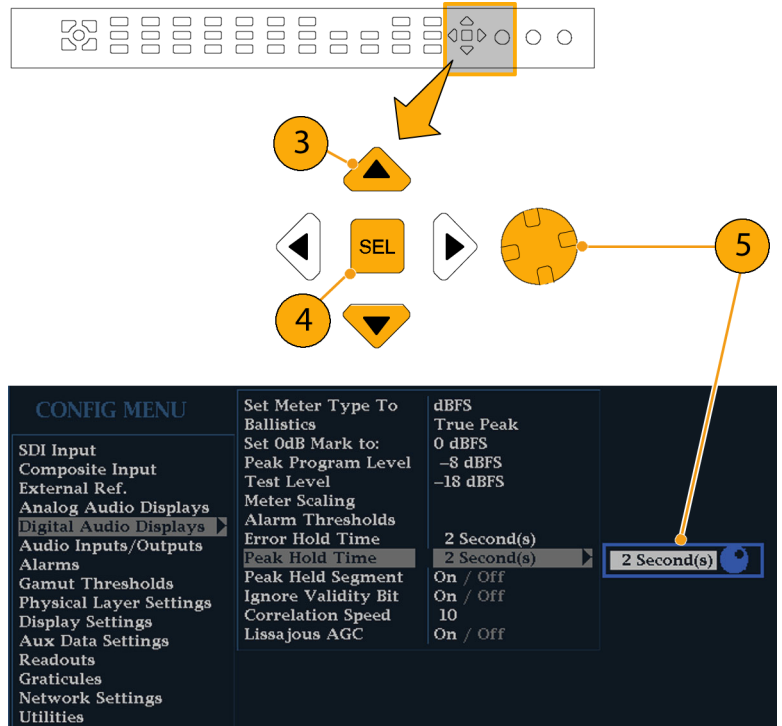 3
SEL
5
4
CONFIG MENU
SDI Input
Composite Input
External Ref.
Analog Audio Displays
Digital Audio Displays
Audio Inputs/Outputs
Alarms
Gamut Thresholds
Physical Layer Settings
Display Settings
Aux Data Settings
Readouts
Graticules
Network Settings
Utilities
Set Meter Type To dBFS
Ballistics True Peak
Set 0dB Mark to: 0 dBFS
Peak Program Level –8 dBFS
Test Level –18 dBFS
Meter Scaling
Alarm Thresholds
Error Hold Time 2 Second(s)
Peak Hold Time 2 Second(s)
Peak Held Segment On / Off
Ignore Validity Bit On / Off
Correlation Speed 10
Lissajous AGC On / Off
2 Second(s)